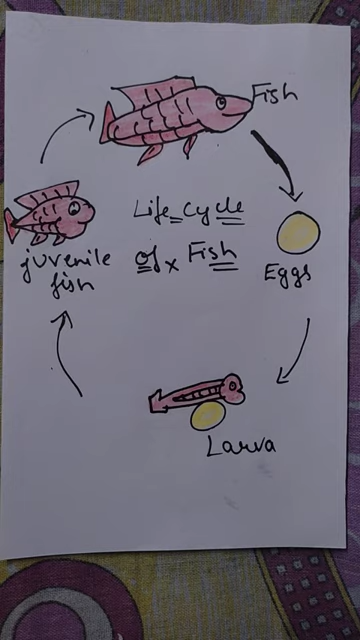 Fish
Life Cycle
of x Fish
Eggs
juvenile
fish
Larva